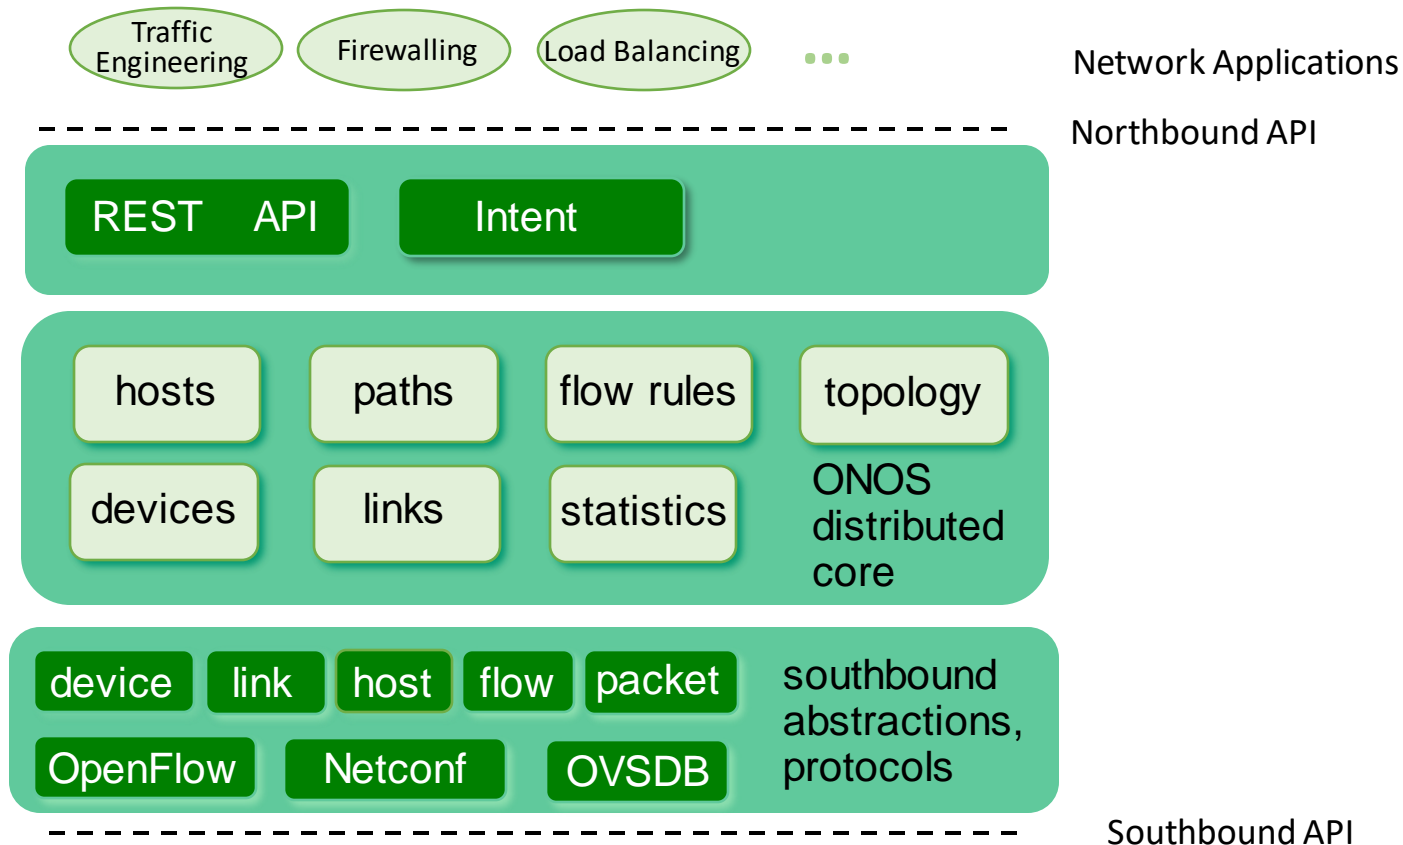 Traffic
Engineering
Firewalling
Load Balancing
...
Network Applications
Northbound API
REST API
Intent
hosts
paths
flow rules
topology
devices
links
statistics
ONOS
distributed
core
device
link
host
flow
packet
southbound
abstractions,
protocols
OpenFlow
Netconf
OVSDB
Southbound API